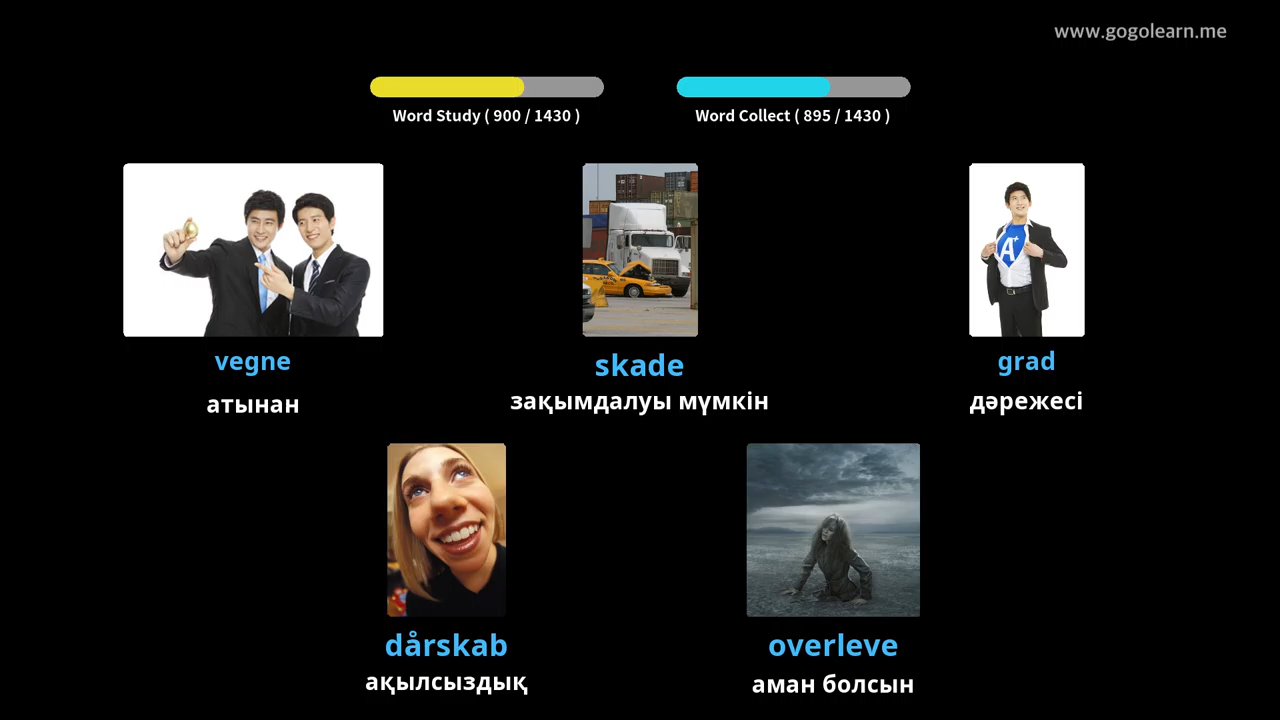 www.gogolearn.me
Word Study ( 900 / 1430 )
Word Collect ( 895 / 1430 )
A+
vegne
атынан
skade
зақымдалуы мүмкін
grad
дәрежесі
dårskab
ақылсыздық
overleve
аман болсын